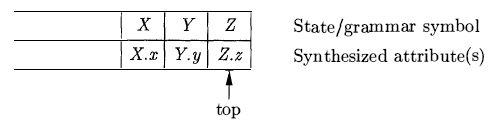 X Y Z State/grammar symbol
X.x Y.y Z.z Synthesized attribute(s)
top